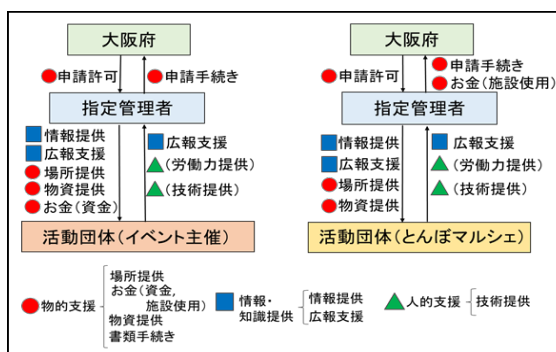 大阪府
申請許可
申請手続き
指定管理者
情報提供
広報支援
場所提供
物資提供
お金(資金)
広報支援
(労働力提供)
(技術提供)
活動団体(イベント主催)
大阪府
申請許可
申請手続き
お金(施設使用)
指定管理者
情報提供
広報支援
場所提供
物資提供
広報支援
(労働力提供)
(技術提供)
活動団体(とんぼマルシェ)
物的支援
場所提供
お金(資金,
施設使用)
物資提供
書類手続き
情報・
知識提供
情報提供
広報支援
人的支援
技術提供